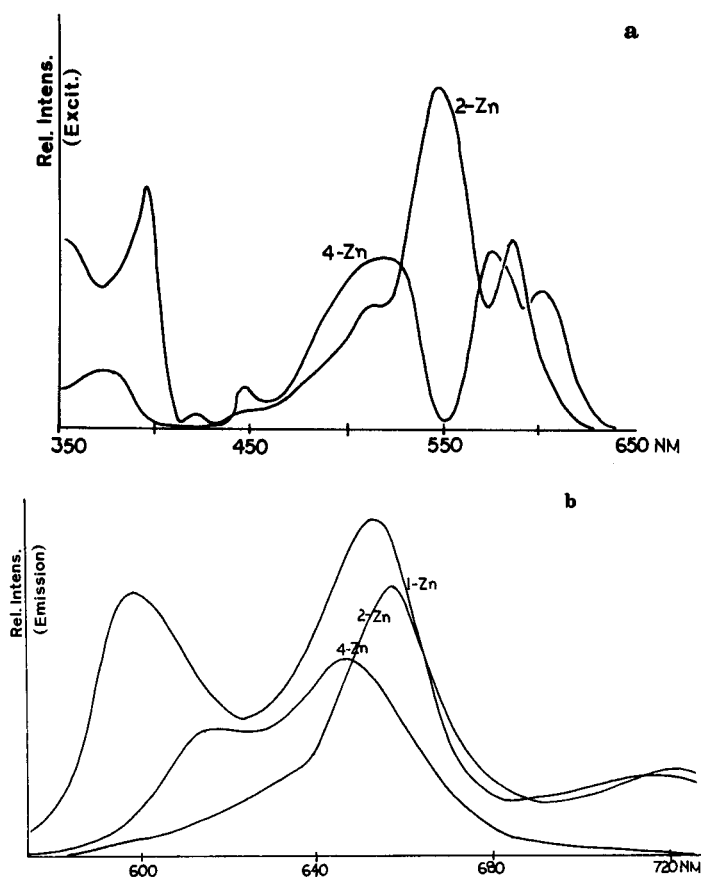 a
Rel. Intens.
(Excit.)
2-Zn
4-Zn
350
450
550
650 NM
b
Rel. Intens.
(Emission)
1-Zn
2-Zn
4-Zn
600
640
680
720NM